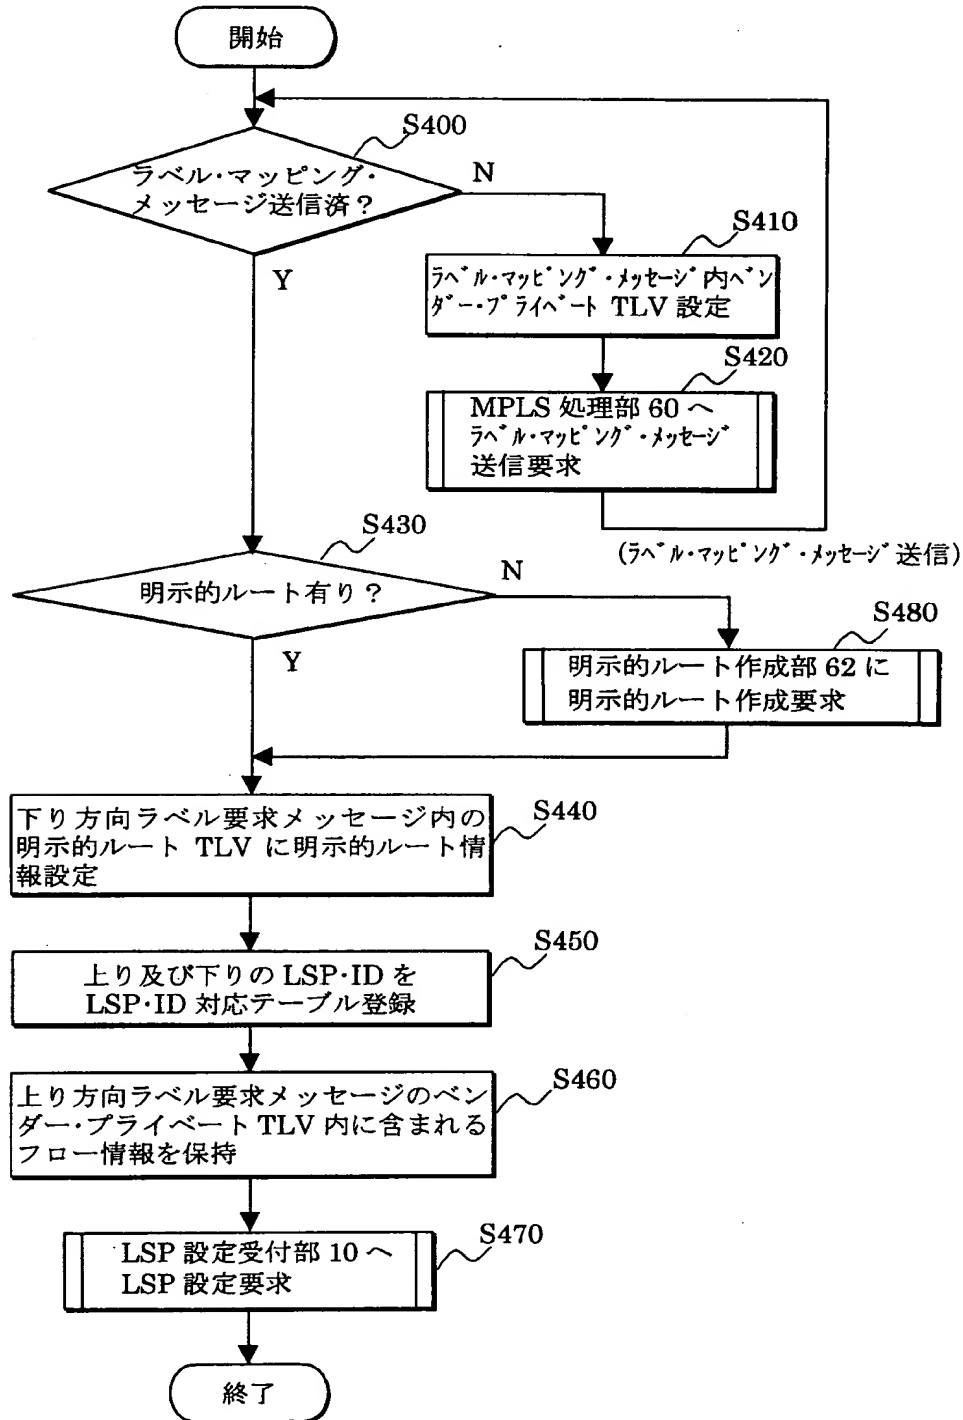 開始
S400
ラベル・マッピング・
メッセージ送信済？
N
Y
S410
ﾗﾍﾞﾙ・ﾏｯﾋﾟﾝｸﾞ・ﾒｯｾｰｼﾞ内ﾍﾞﾝ
ﾀﾞｰ・ﾌﾟﾗｲﾍﾞｰﾄ TLV 設定
S420
MPLS 処理部 60 へ
ﾗﾍﾞﾙ・ﾏｯﾋﾟﾝｸﾞ・ﾒｯｾｰｼﾞ
送信要求
(ﾗﾍﾞﾙ・ﾏｯﾋﾟﾝｸﾞ・ﾒｯｾｰｼﾞ送信)
S430
明示的ルート有り？
N
Y
S480
明示的ルート作成部 62 に
明示的ルート作成要求
S440
下り方向ラベル要求メッセージ内の
明示的ルート TLV に明示的ルート情
報設定
S450
上り及び下りの LSP・ID を
LSP・ID 対応テーブル登録
S460
上り方向ラベル要求メッセージのベン
ダー・プライベート TLV 内に含まれる
フロー情報を保持
S470
LSP 設定受付部 10 へ
LSP 設定要求
終了